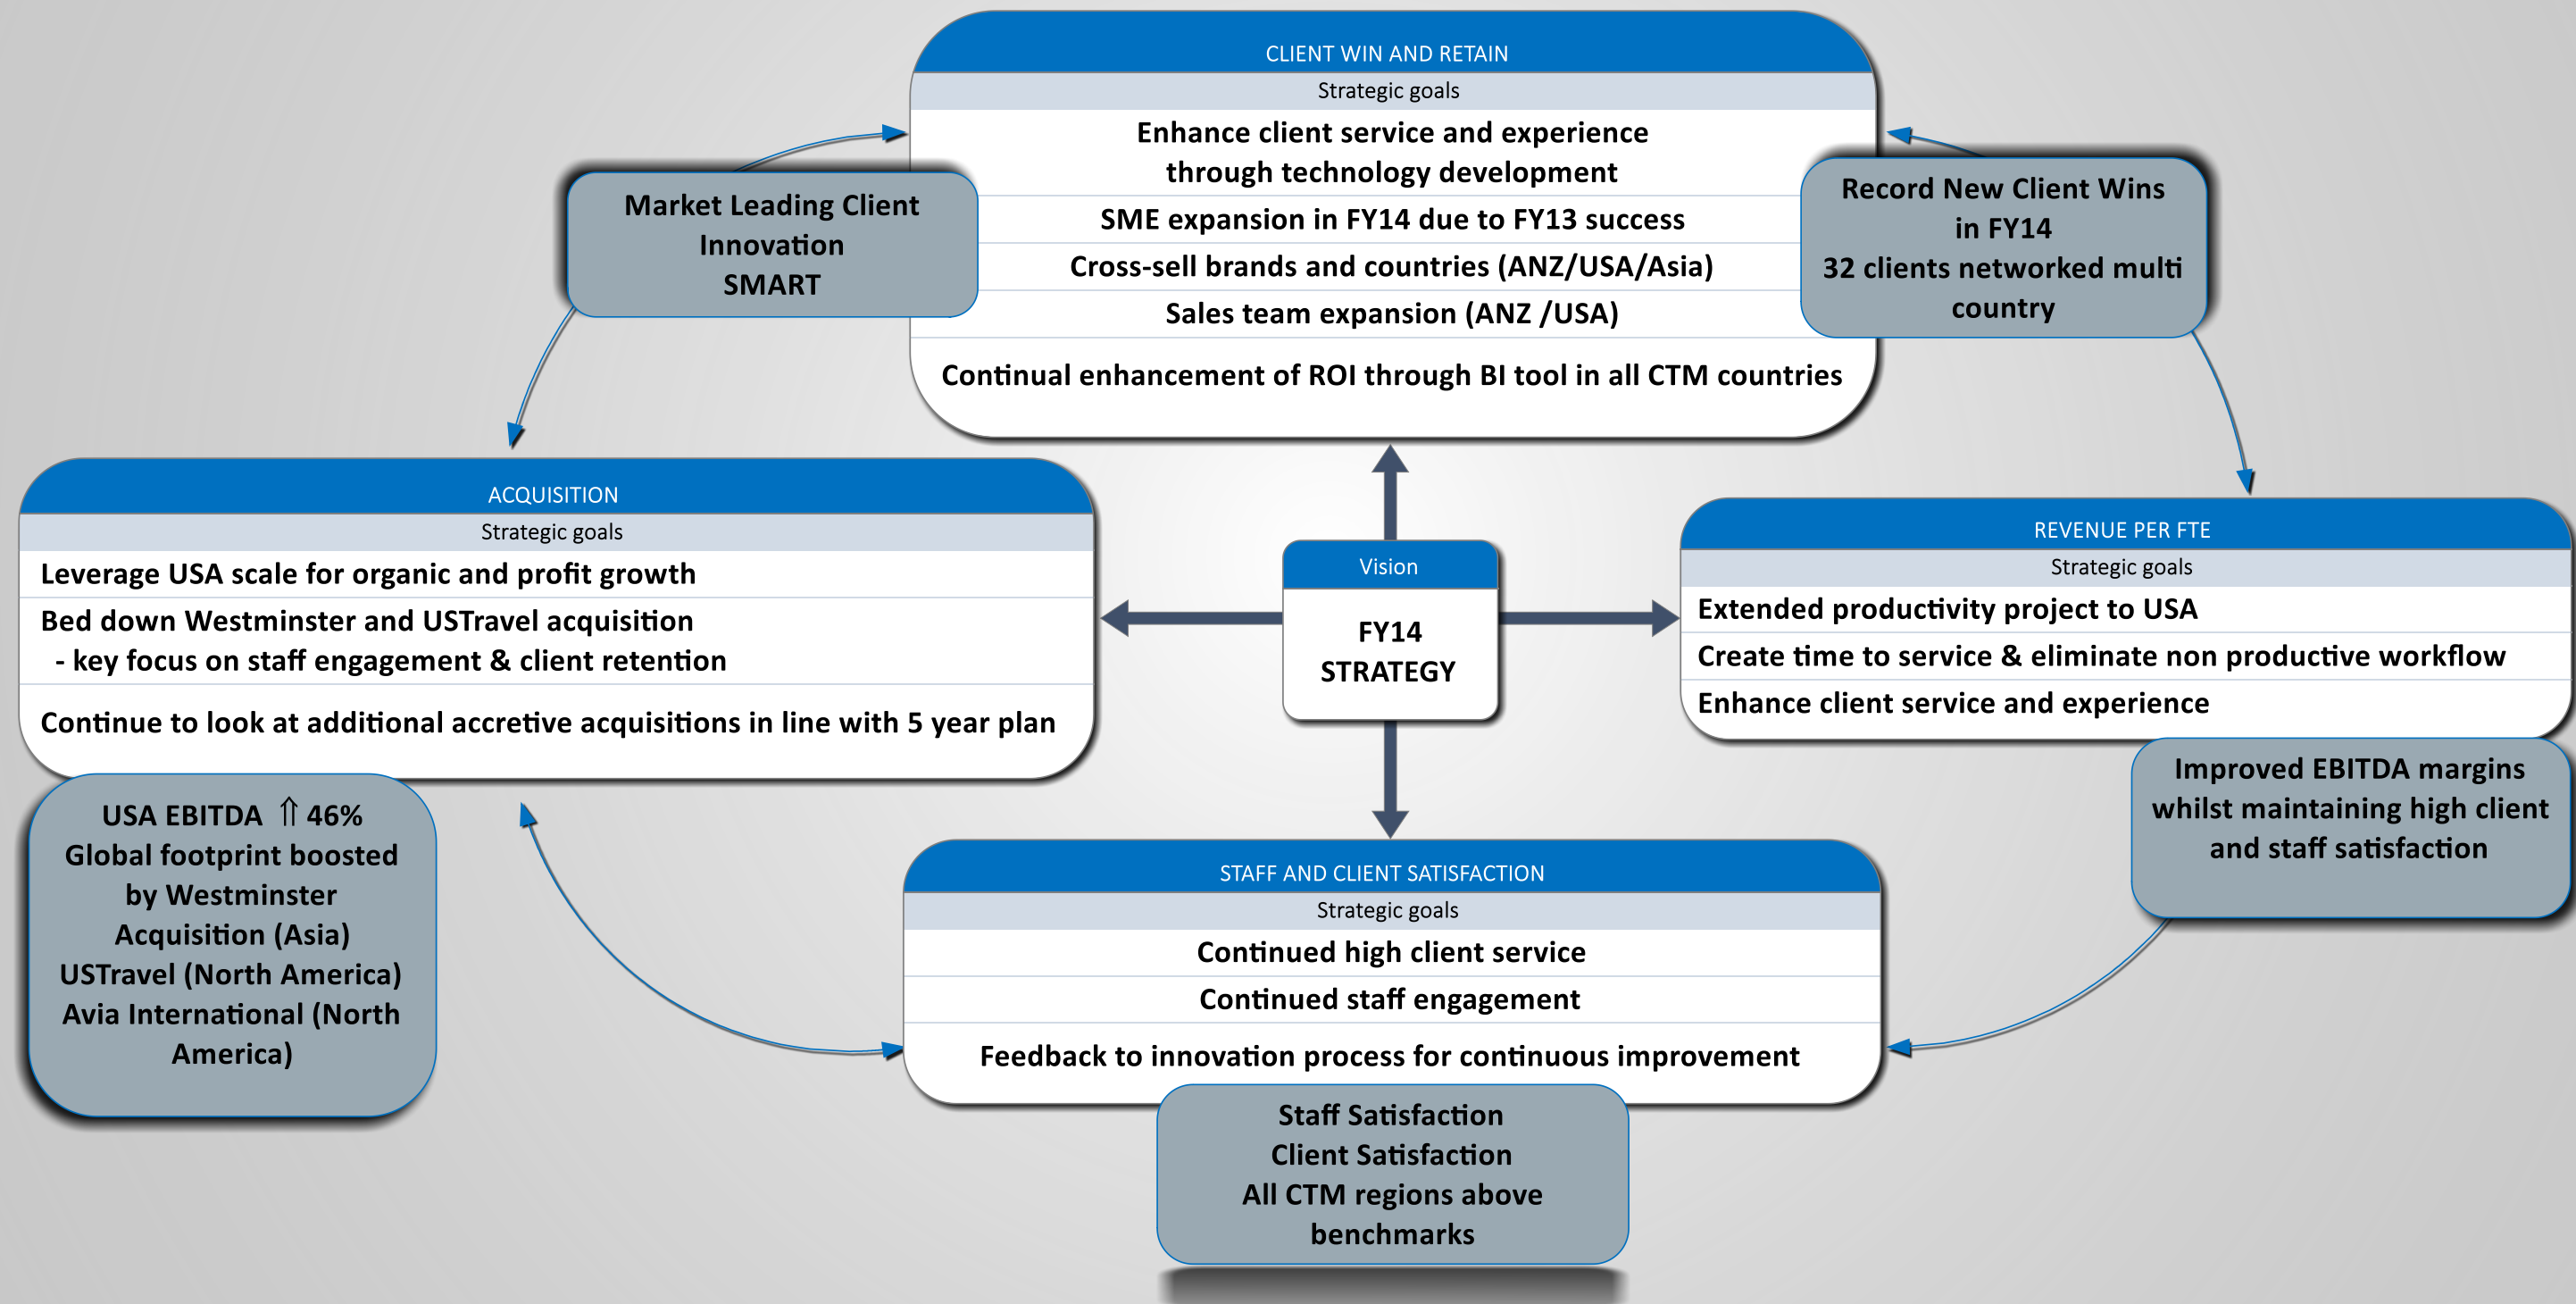 CLIENT WIN AND RETAIN
Strategic goals
Enhance client service and experience
through technology development
SME expansion in FY14 due to FY13 success
Cross-sell brands and countries (ANZ/USA/Asia)
Sales team expansion (ANZ /USA)
Continual enhancement of ROI through BI tool in all CTM countries
Market Leading Client
Innovation
SMART
Record New Client Wins
in FY14
32 clients networked multi
country
ACQUISITION
Strategic goals
Leverage USA scale for organic and profit growth
Bed down Westminster and USTravel acquisition
- key focus on staff engagement & client retention
Continue to look at additional accretive acquisitions in line with 5 year plan
USA EBITDA ⇑ 46%
Global footprint boosted
by Westminster
Acquisition (Asia)
USTravel (North America)
Avia International (North
America)
Vision
FY14
STRATEGY
REVENUE PER FTE
Strategic goals
Extended productivity project to USA
Create time to service & eliminate non productive workflow
Enhance client service and experience
Improved EBITDA margins
whilst maintaining high client
and staff satisfaction
STAFF AND CLIENT SATISFACTION
Strategic goals
Continued high client service
Continued staff engagement
Feedback to innovation process for continuous improvement
Staff Satisfaction
Client Satisfaction
All CTM regions above
benchmarks